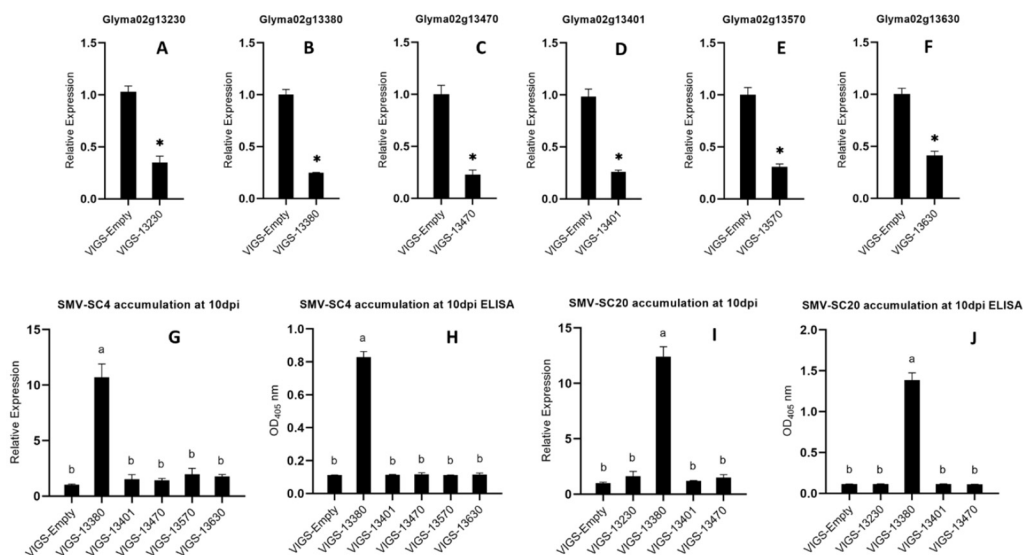 Glyma02g13230
A
Relative Expression
1.5
1.0
0.5
0.0
*
VIGS-Empty
VIGS-13230
Glyma02g13380
B
Relative Expression
1.5
1.0
0.5
0.0
*
VIGS-Empty
VIGS-13380
Glyma02g13470
C
Relative Expression
1.5
1.0
0.5
0.0
*
VIGS-Empty
VIGS-13470
Glyma02g13401
D
Relative Expression
1.5
1.0
0.5
0.0
*
VIGS-Empty
VIGS-13401
Glyma02g13570
E
Relative Expression
1.5
1.0
0.5
0.0
*
VIGS-Empty
VIGS-13570
Glyma02g13630
F
Relative Expression
1.5
1.0
0.5
0.0
*
VIGS-Empty
VIGS-13630
SMV-SC4 accumulation at 10dpi
G
Relative Expression
15
10
5
0
b a b b b b
VIGS-Empty
VIGS-13380
VIGS-13401
VIGS-13470
VIGS-13570
VIGS-13630
SMV-SC4 accumulation at 10dpi ELISA
H
OD405 nm
1.0
0.8
0.6
0.4
0.2
0.0
b a b b b b
VIGS-Empty
VIGS-13380
VIGS-13401
VIGS-13470
VIGS-13570
VIGS-13630
SMV-SC20 accumulation at 10dpi
I
Relative Expression
15
10
5
0
b b a b b
VIGS-Empty
VIGS-13230
VIGS-13380
VIGS-13401
VIGS-13470
SMV-SC20 accumulation at 10dpi ELISA
J
OD405 nm
2.0
1.5
1.0
0.5
0.0
b b a b b
VIGS-Empty
VIGS-13230
VIGS-13380
VIGS-13401
VIGS-13470